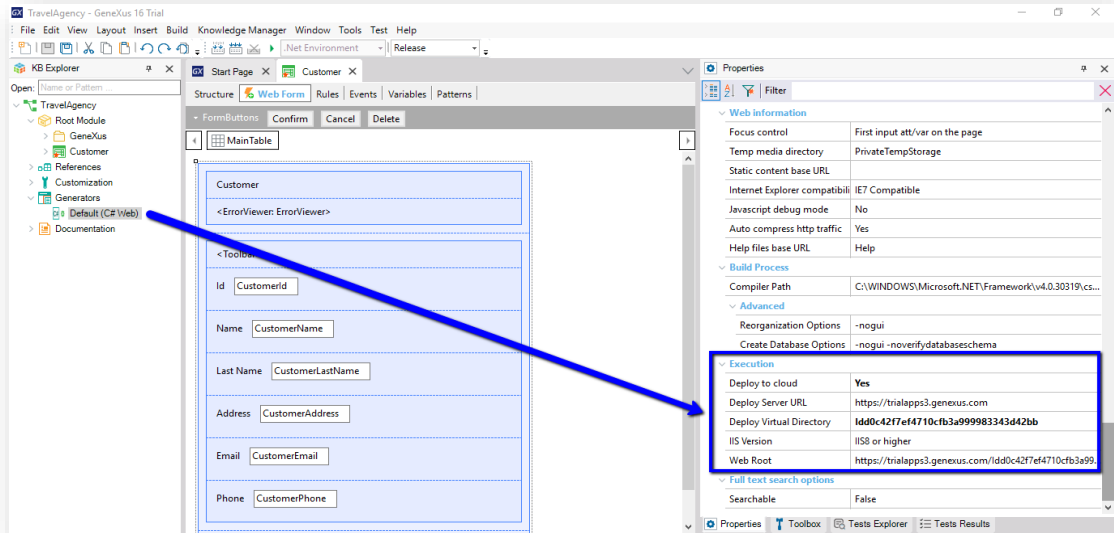 TravelAgency - GeneXus 16 Trial
File Edit View Layout Insert Build Knowledge Manager Window Tools Test Help
.Net Environment Release
KB Explorer
Open: Name or Pattern ...
TravelAgency
Root Module
GeneXus
Customer
References
Customization
Generators
Default (C# Web)
Documentation
Start Page Customer
Structure Web Form Rules Events Variables Patterns
FormButtons Confirm Cancel Delete
MainTable
Customer
<ErrorViewer: ErrorViewer>
<Toolba
Id CustomerId
Name CustomerName
Last Name CustomerLastName
Address CustomerAddress
Email CustomerEmail
Phone CustomerPhone
Properties
Filter
Web information
Focus control First input att/var on the page
Temp media directory PrivateTempStorage
Static content base URL
Internet Explorer compatibili IE7 Compatible
Javascript debug mode No
Auto compress http traffic Yes
Help files base URL Help
Build Process
Compiler Path C:\WINDOWS\Microsoft.NET\Framework\v4.0.30319\cs...
Advanced
Reorganization Options -nogui
Create Database Options -nogui -noverifydatabaseschema
Execution
Deploy to cloud Yes
Deploy Server URL https://trialapps3.genexus.com
Deploy Virtual Directory Idd0c42f7ef4710cfb3a999983343d42bb
IIS Version IIS8 or higher
Web Root https://trialapps3.genexus.com/Idd0c42f7ef4710cfb3a99...
Full text search options
Searchable False
Properties Toolbox Tests Explorer Tests Results